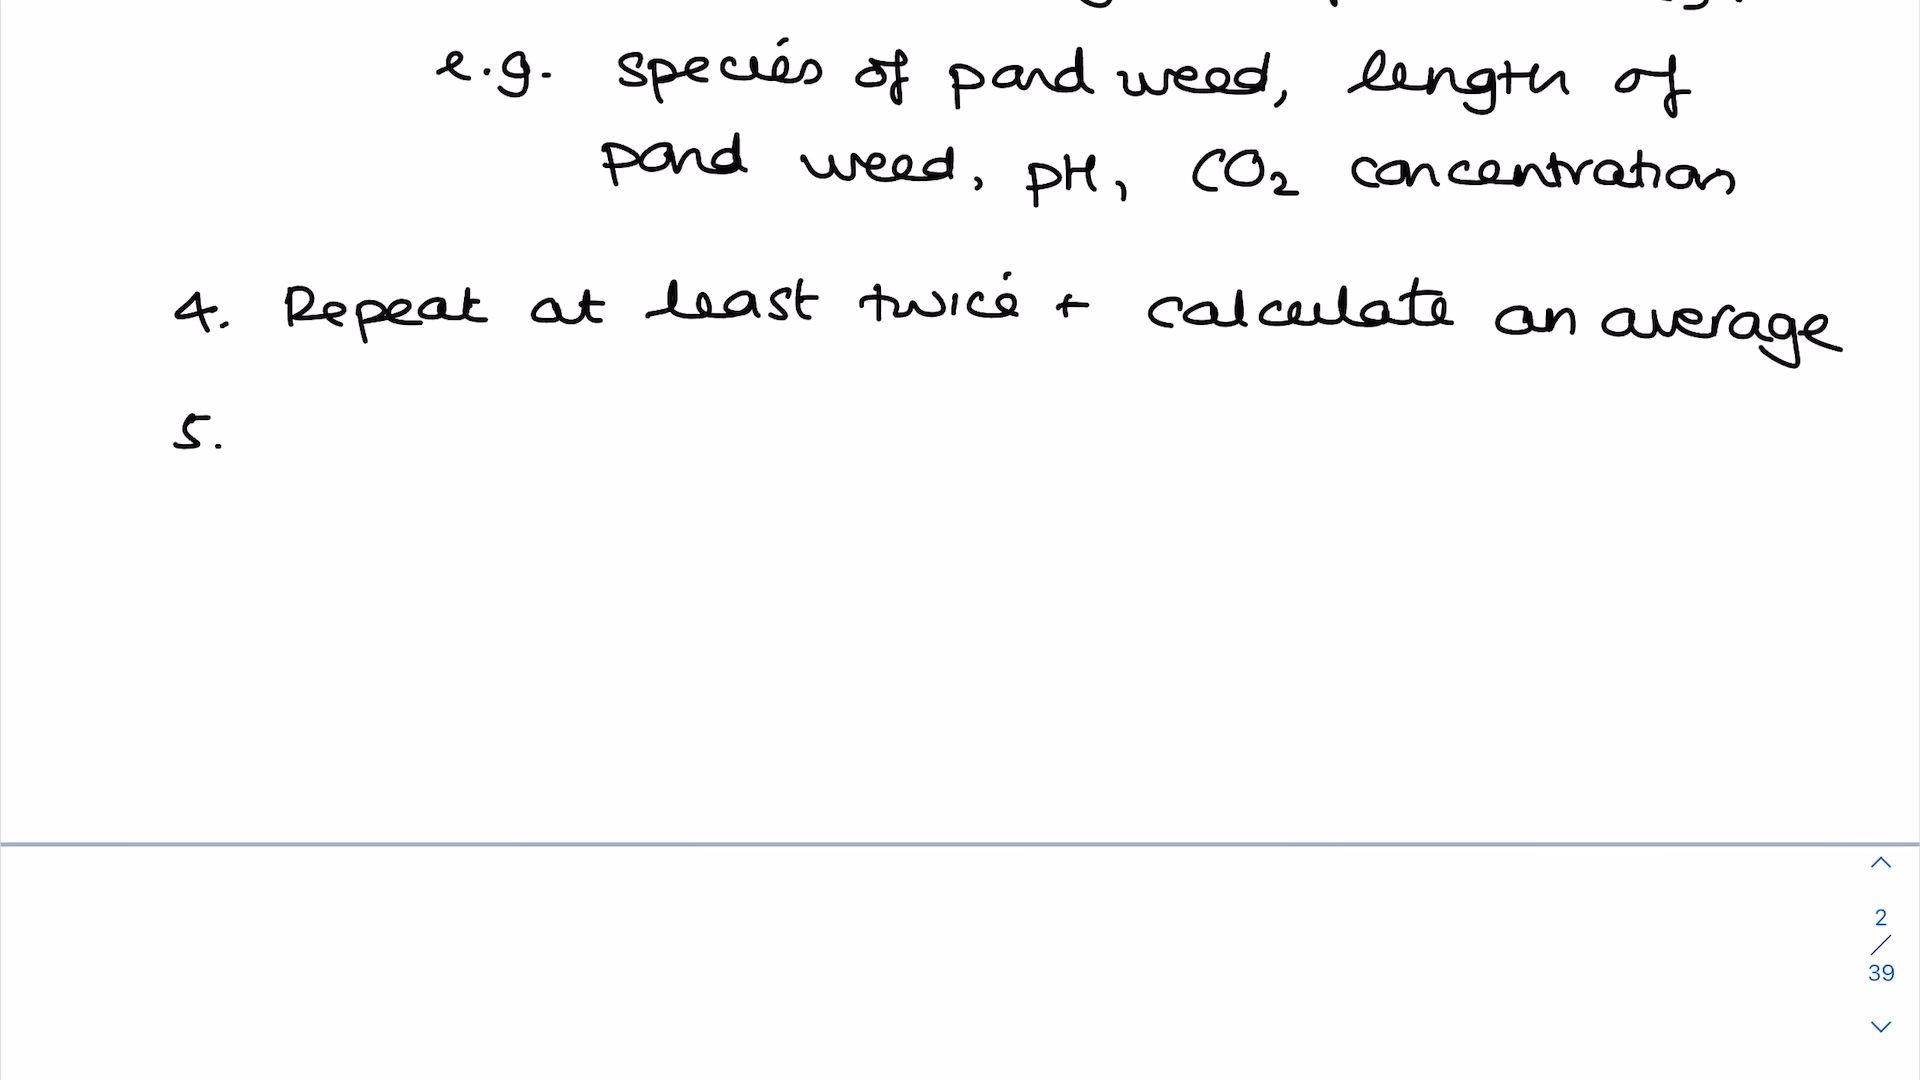 e.g. species of pond weed, length of
pond weed, pH, CO₂ concentration
4. Repeat at least twice + calculate an average
5.
2
/
39